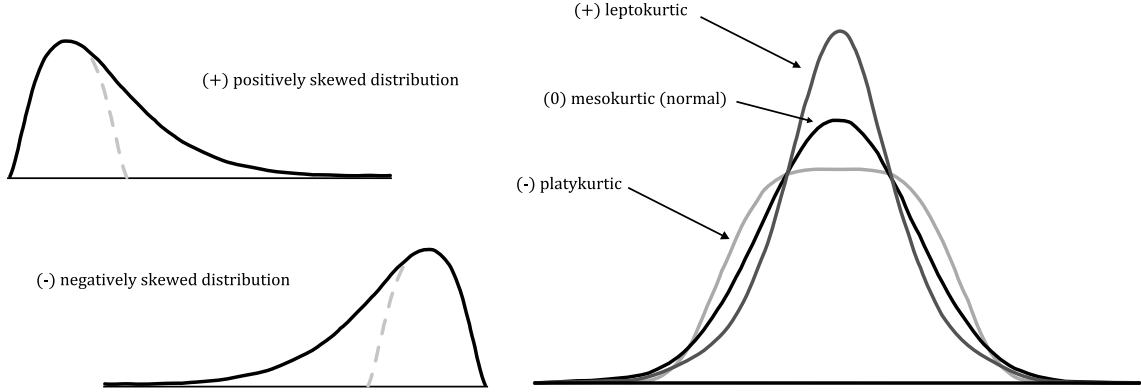 (+) positively skewed distribution
(-) negatively skewed distribution
(+) leptokurtic
(0) mesokurtic (normal)
(-) platykurtic